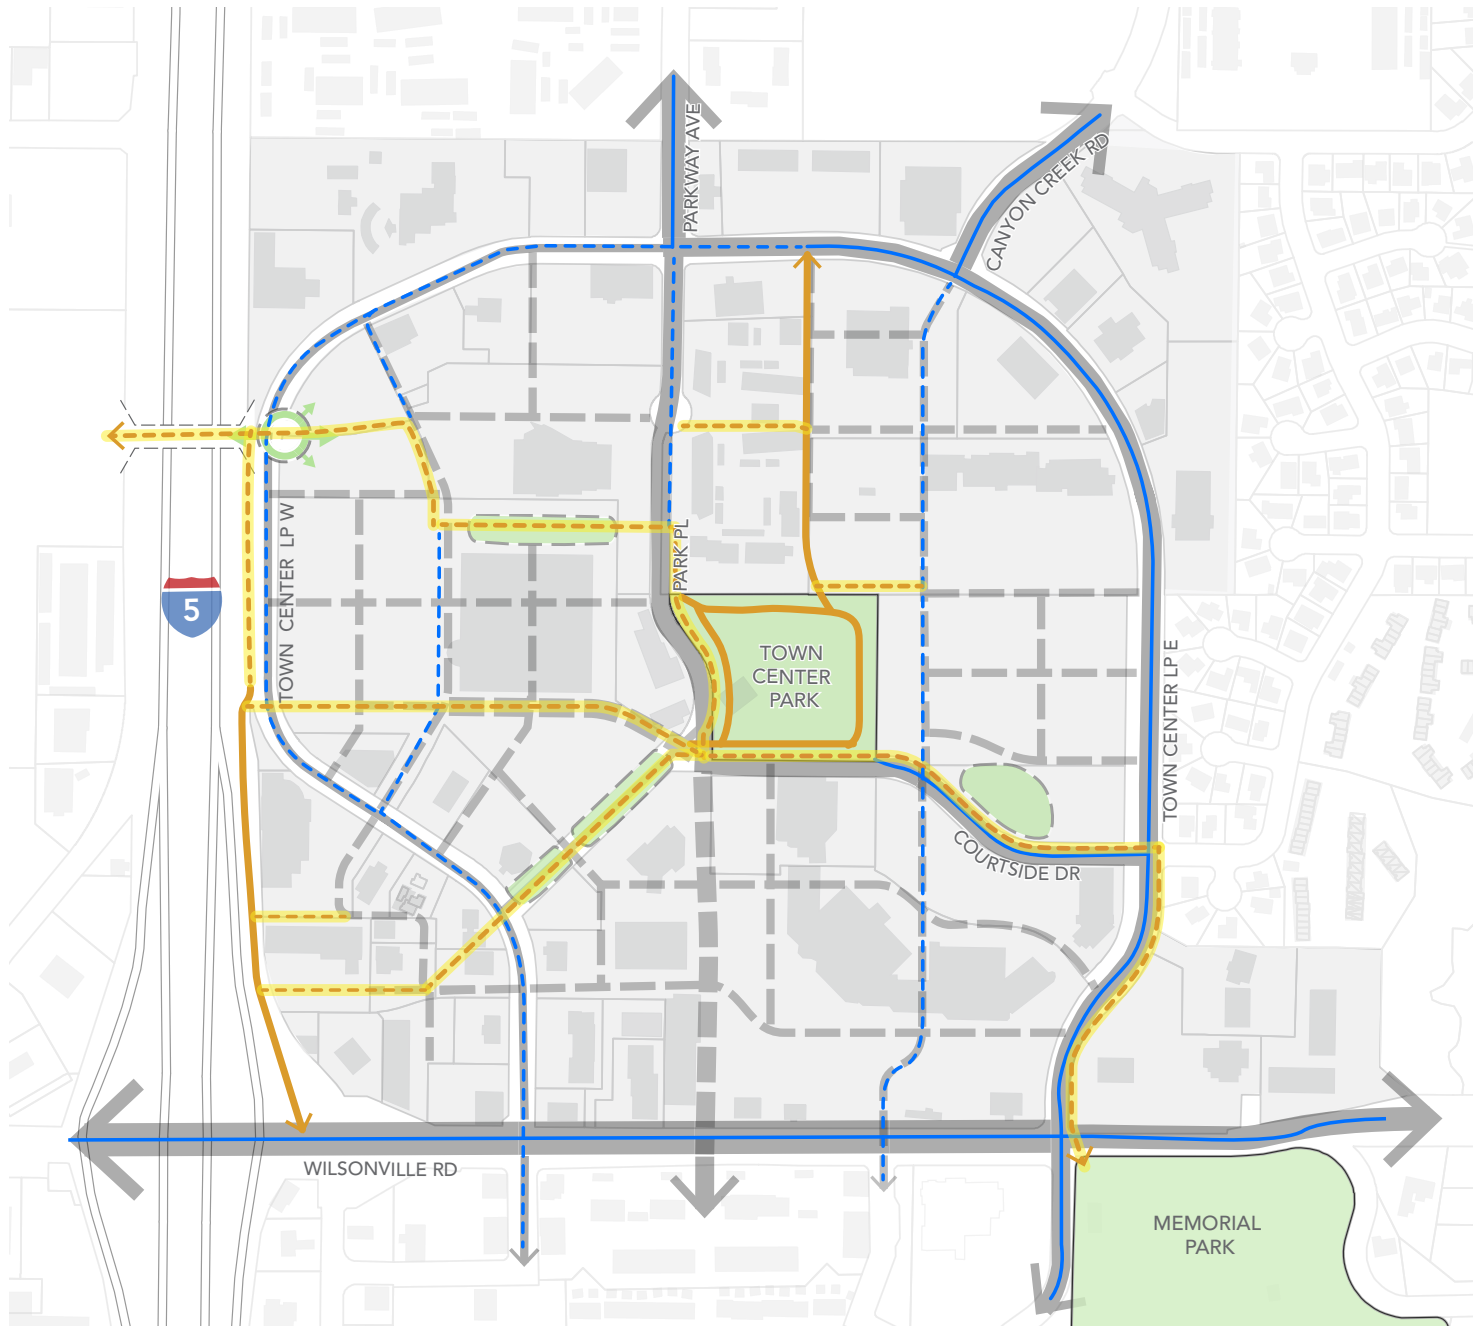 PARKWAY AVE
CANYON CREEK RD
TOWN CENTER LP W
PARK PL
5
TOWN
CENTER
PARK
TOWN CENTER LP E
COURTSIDE DR
WILSONVILLE RD
MEMORIAL
PARK